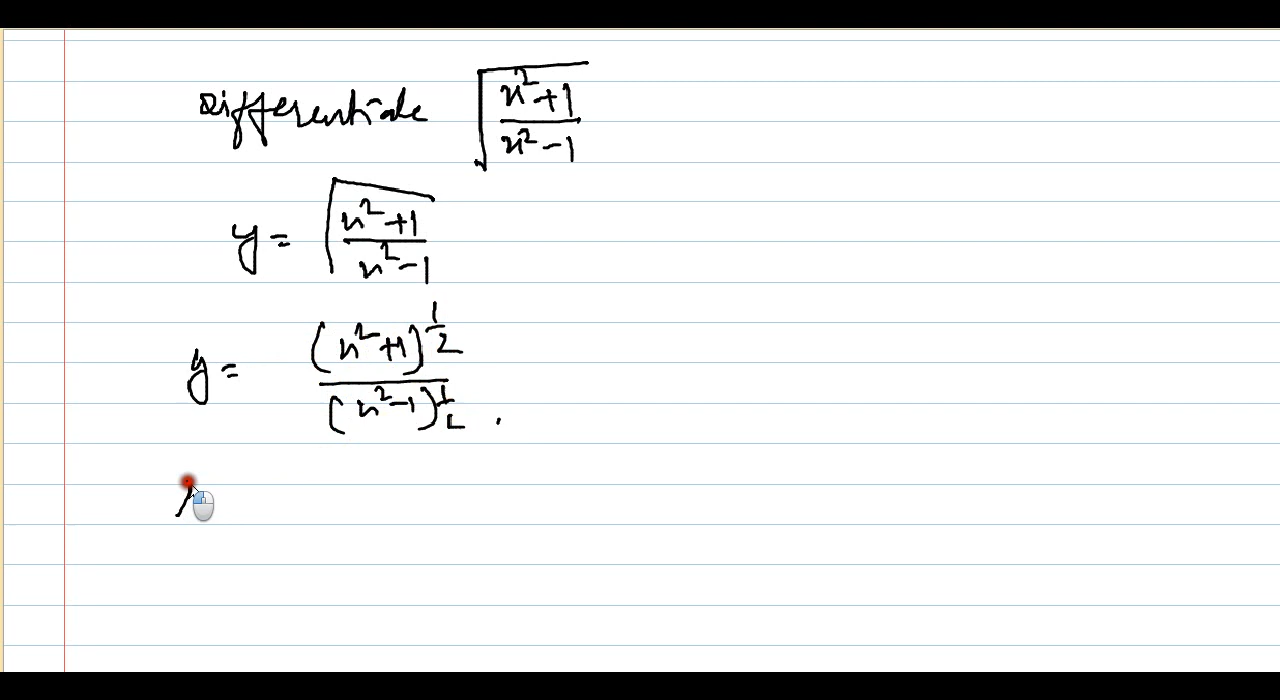 Differentiate √((x²+1)/(x²-1))
y = √((x²+1)/(x²-1))
y = (x²+1)^(1/2)/(x²-1)^(1/2) .